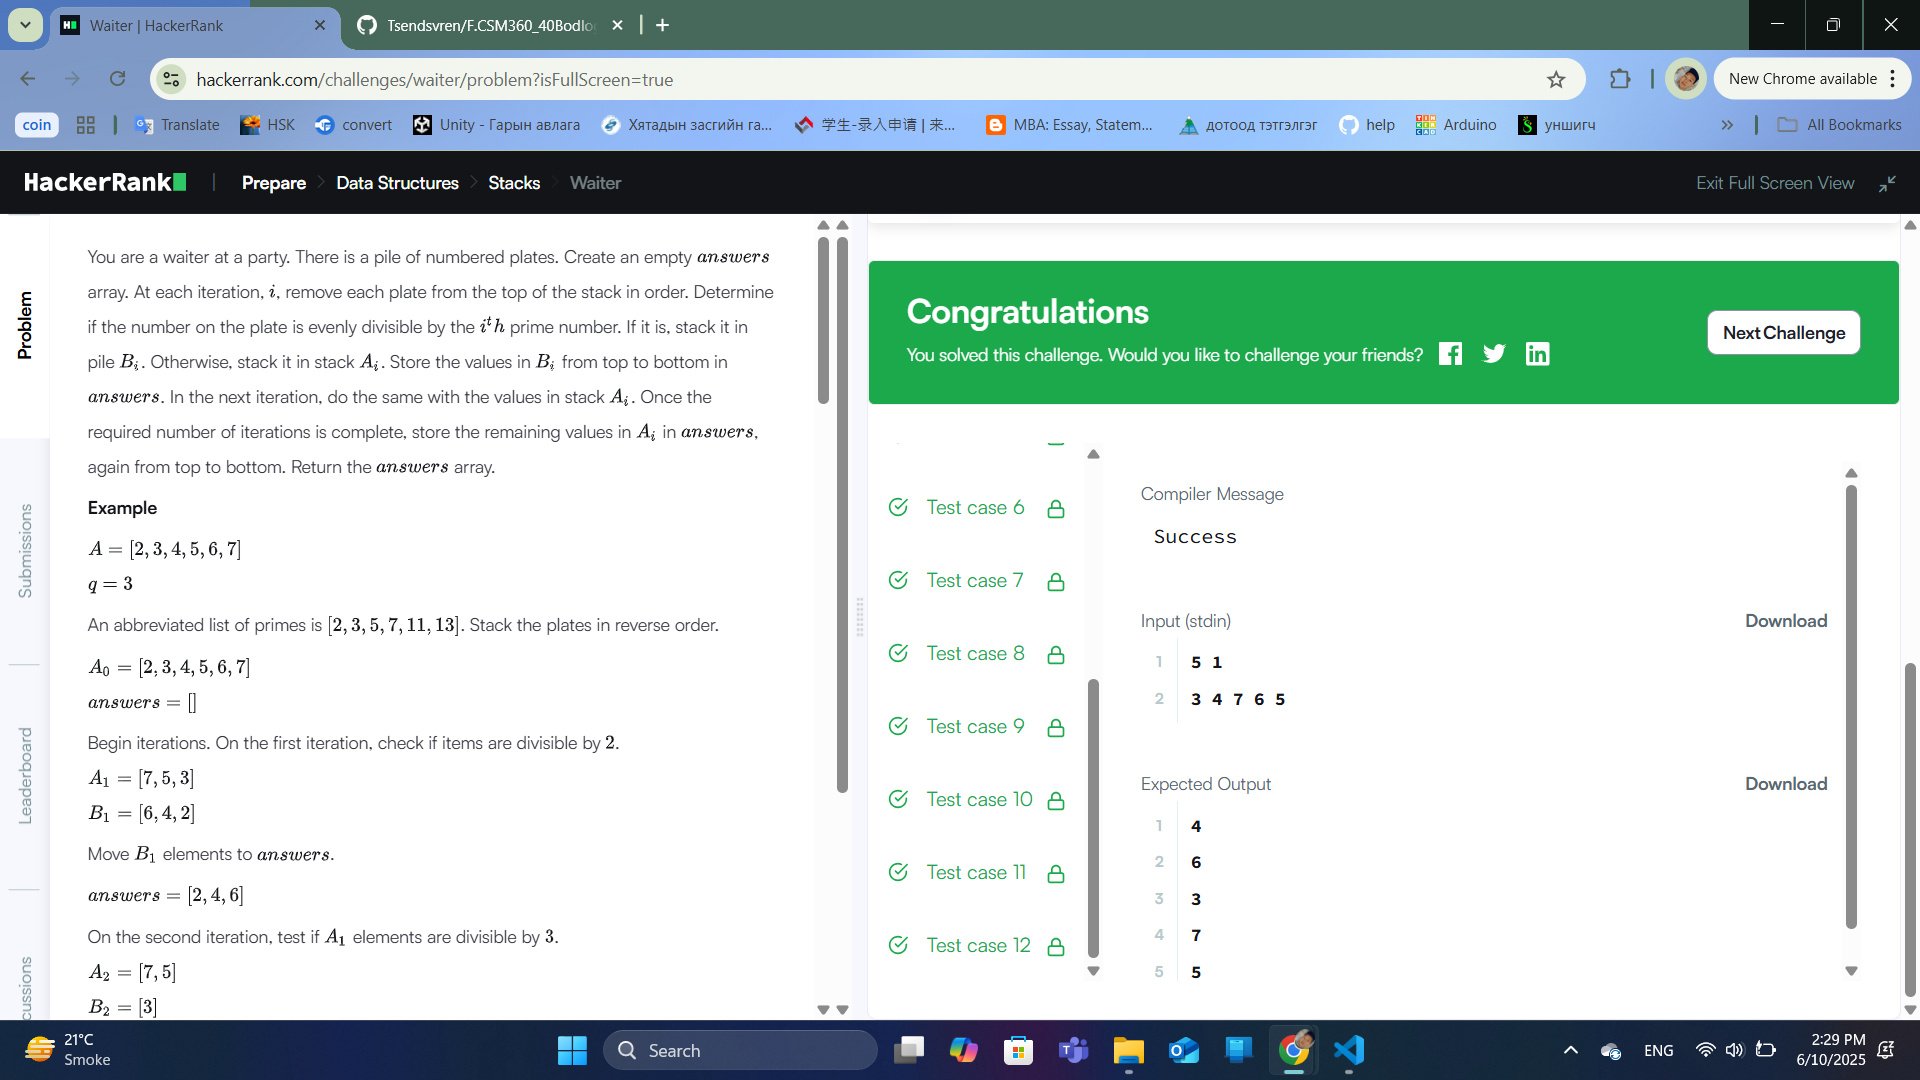 Waiter | HackerRank
Tsendsvren/F.CSM360_40Bodlo
hackerrank.com/challenges/waiter/problem?isFullScreen=true
New Chrome available
coin
Translate
HSK
convert
Unity - Гарын авлага
Хятадын засгийн га...
学生-录入申请 | 来...
MBA: Essay, Statem...
дотоод тэтгэлгэг
help
Arduino
уншигч
All Bookmarks
HackerRank
Prepare
Data Structures
Stacks
Waiter
Exit Full Screen View
Problem
Submissions
Leaderboard
cussions
You are a waiter at a party. There is a pile of numbered plates. Create an empty answers
array. At each iteration, i, remove each plate from the top of the stack in order. Determine
if the number on the plate is evenly divisible by the iᵗh prime number. If it is, stack it in
pile Bᵢ. Otherwise, stack it in stack Aᵢ. Store the values in Bᵢ from top to bottom in
answers. In the next iteration, do the same with the values in stack Aᵢ. Once the
required number of iterations is complete, store the remaining values in Aᵢ in answers,
again from top to bottom. Return the answers array.
Example
A = [2, 3, 4, 5, 6, 7]
q = 3
An abbreviated list of primes is [2, 3, 5, 7, 11, 13]. Stack the plates in reverse order.
A₀ = [2, 3, 4, 5, 6, 7]
answers = []
Begin iterations. On the first iteration, check if items are divisible by 2.
A₁ = [7, 5, 3]
B₁ = [6, 4, 2]
Move B₁ elements to answers.
answers = [2, 4, 6]
On the second iteration, test if A₁ elements are divisible by 3.
A₂ = [7, 5]
B₂ = [3]
Congratulations
You solved this challenge. Would you like to challenge your friends?
Next Challenge
Test case 6
Test case 7
Test case 8
Test case 9
Test case 10
Test case 11
Test case 12
Compiler Message
Success
Input (stdin)
Download
1 5 1
2 3 4 7 6 5
Expected Output
Download
1 4
2 6
3 3
4 7
5 5
21°C
Smoke
Search
ENG
2:29 PM
6/10/2025